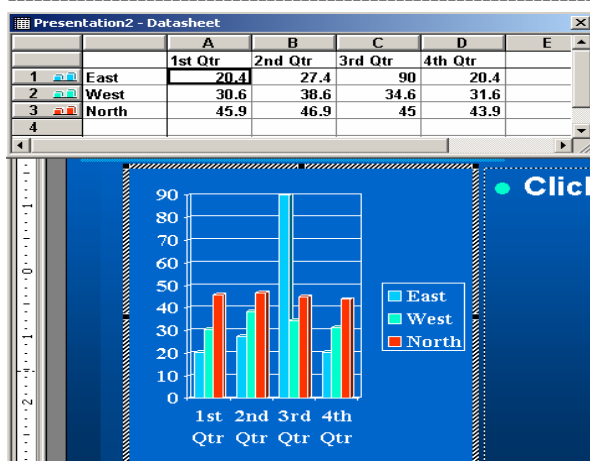 Presentation2 - Datasheet
A B C D E
1st Qtr 2nd Qtr 3rd Qtr 4th Qtr
1 East 20.4 27.4 90 20.4
2 West 30.6 38.6 34.6 31.6
3 North 45.9 46.9 45 43.9
4
Click
90
80
70
60
50
40
30
20
10
0
East
West
North
1st 2nd 3rd 4th
Qtr Qtr Qtr Qtr
0
1
2